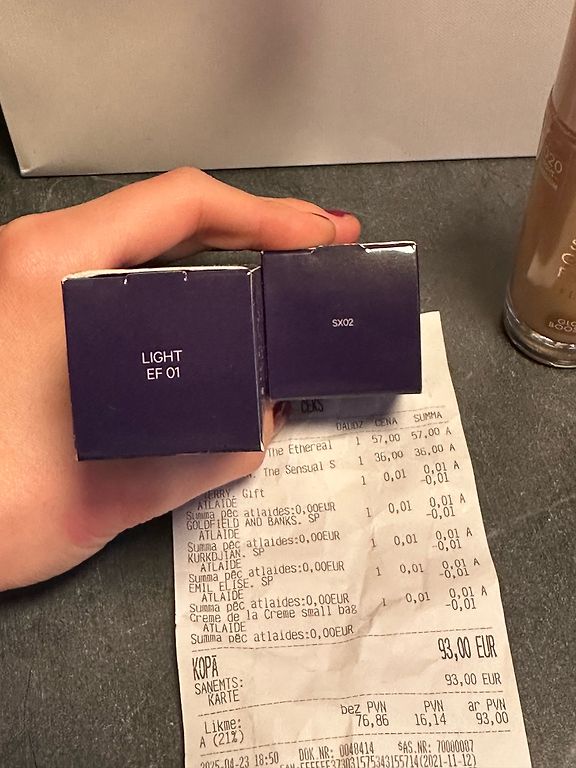 LIGHT
EF 01
SX02
ČEKS
DAUDZ CENA SUMMA
The Ethereal 1 57,00 57,00 A
The Sensual S 1 36,00 36,00 A
Gift 1 0,01 0,01 A
ATLAIDE -0,01
Summa pēc atlaides:0,00EUR
GOLDFIELD AND BANKS. SP 1 0,01 0,01 A
ATLAIDE -0,01
Summa pēc atlaides:0,00EUR
KURKDJIAN. SP 1 0,01 0,01 A
ATLAIDE -0,01
Summa pēc atlaides:0,00EUR
EMIL ELISE. SP 1 0,01 0,01 A
ATLAIDE -0,01
Summa pēc atlaides:0,00EUR
Creme de la Creme small bag 1 0,01 0,01 A
ATLAIDE -0,01
Summa pēc atlaides:0,00EUR
KOPĀ 93,00 EUR
SAŅEMTS:
KARTE 93,00 EUR
bez PVN PVN ar PVN
Likme:
A (21%) 76,86 16,14 93,00
2025-04-23 18:50 DOK.NR: 0048414 SAS.NR: 70000087